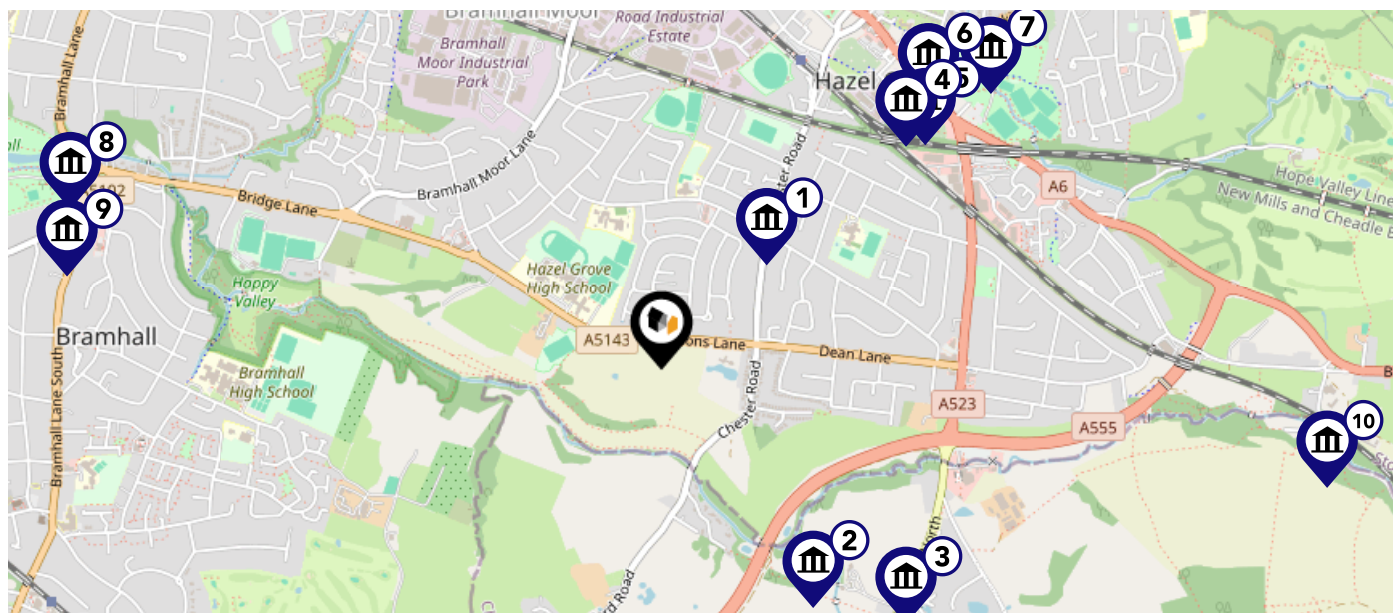 Bramhall Moor
Road Industrial
Estate
Bramhall
Moor Industrial
Park
Bramhall Lane
Hazel
6
7
4
5
8
9
1
Bramhall Moor Lane
Bridge Lane
A6
Hope Valley Line
New Mills and Cheadle
Happy
Valley
Hazel Grove
High School
A5143
Dean Lane
Bramhall
Bramhall
High School
Bramhall Lane South
Chester Road
A523
A555
10
2
3
North
Road